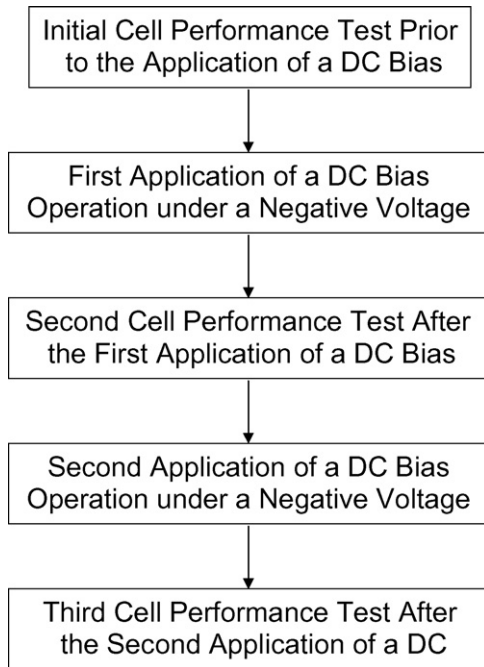 Initial Cell Performance Test Prior
to the Application of a DC Bias
First Application of a DC Bias
Operation under a Negative Voltage
Second Cell Performance Test After
the First Application of a DC Bias
Second Application of a DC Bias
Operation under a Negative Voltage
Third Cell Performance Test After
the Second Application of a DC